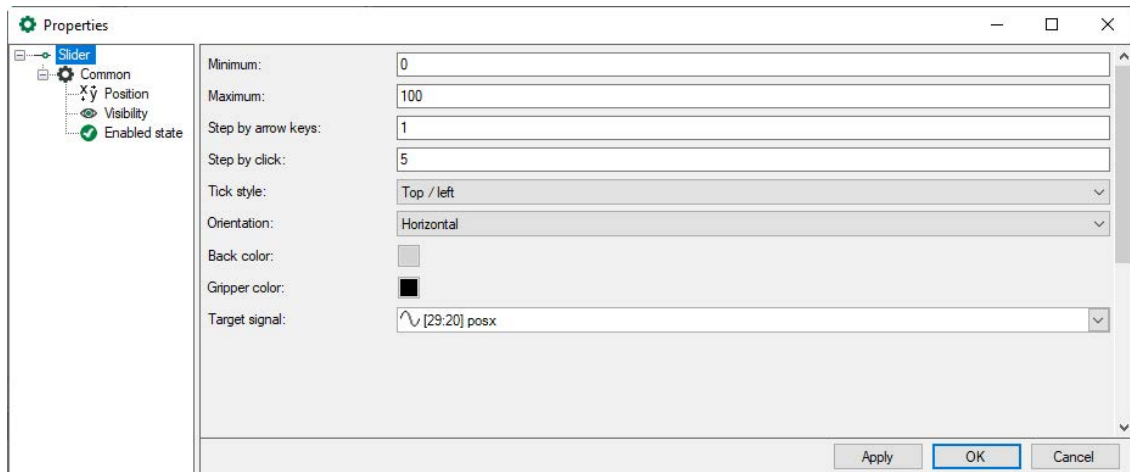 Properties
Slider
Common
Position
Visibility
Enabled state
Minimum: 0
Maximum: 100
Step by arrow keys: 1
Step by click: 5
Tick style: Top / left
Orientation: Horizontal
Back color:
Gripper color:
Target signal: [29:20] posx
Apply OK Cancel